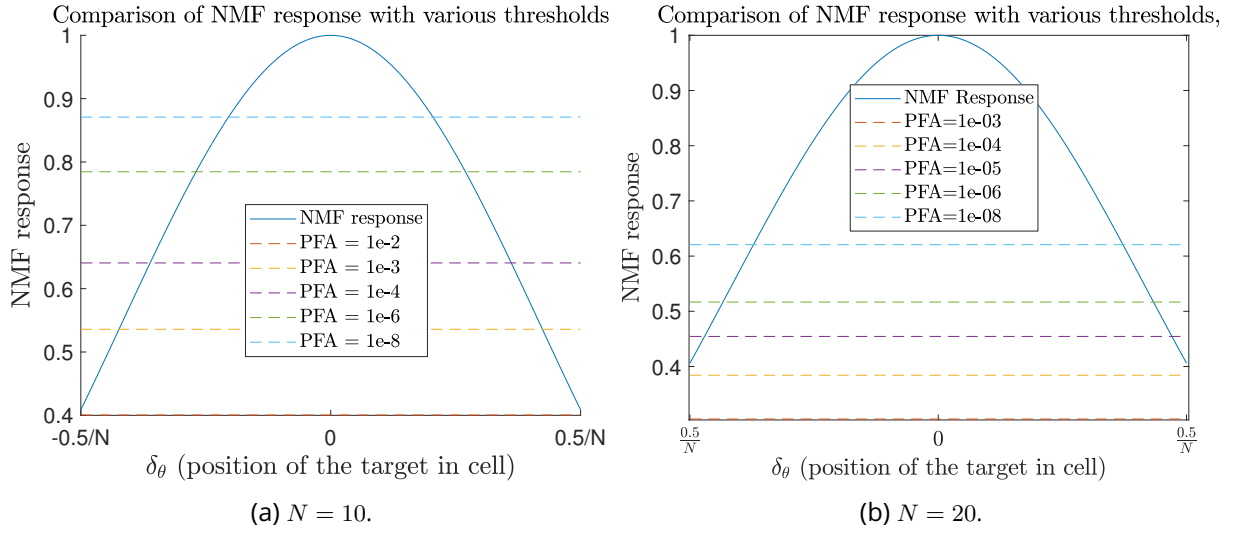 Comparison of NMF response with various thresholds
1
0.9
0.8
0.7
0.6
0.5
0.4
NMF response
NMF response
PFA = 1e-2
PFA = 1e-3
PFA = 1e-4
PFA = 1e-6
PFA = 1e-8
-0.5/N
0
0.5/N
δθ (position of the target in cell)
(a) N = 10.
Comparison of NMF response with various thresholds,
1
0.9
0.8
0.7
0.6
0.5
0.4
NMF response
NMF Response
PFA=1e-03
PFA=1e-04
PFA=1e-05
PFA=1e-06
PFA=1e-08
0.5/N
0
0.5/N
δθ (position of the target in cell)
(b) N = 20.